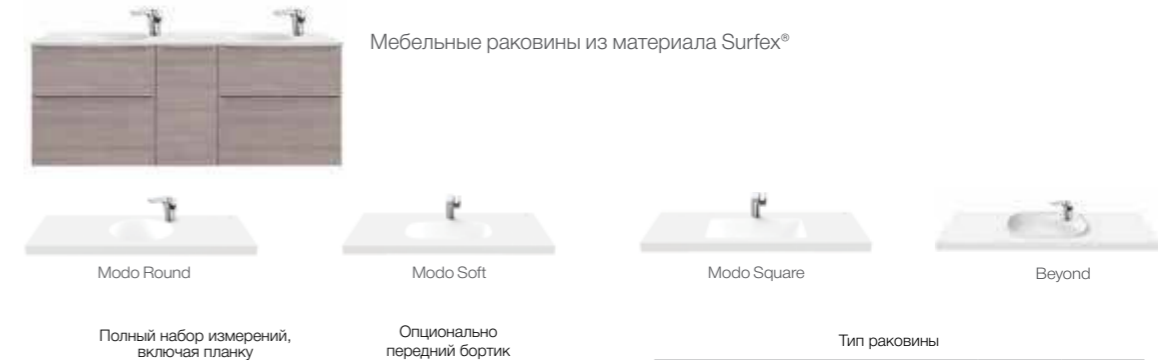 Мебельные раковины из материала Surfex®
Modo Round
Modo Soft
Modo Square
Beyond
Полный набор измерений,
включая планку
Опционально
передний бортик
Тип раковины